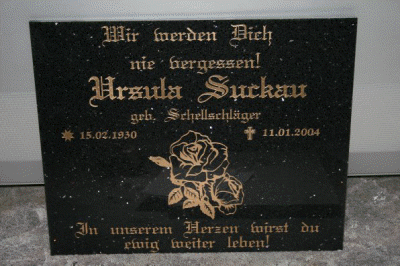 Wir werden Dich
nie vergessen!
Ursula Suckau
geb. Schellschläger
15.02.1930 11.01.2004
In unserem Herzen wirst du
ewig weiter leben!